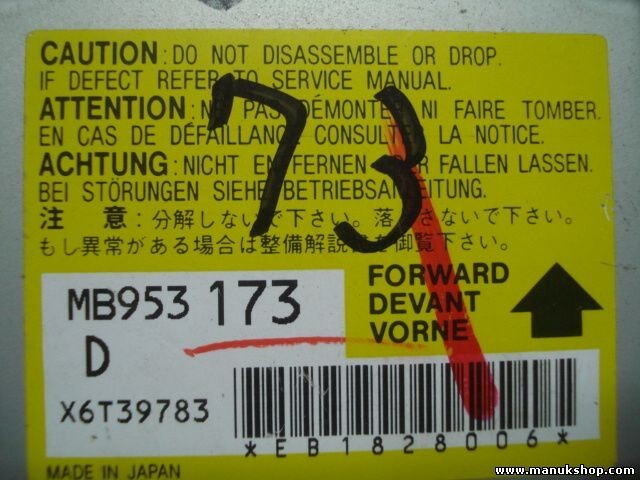 CAUTION : DO NOT DISASSEMBLE OR DROP.
IF DEFECT REFER TO SERVICE MANUAL.
ATTENTION : PAS DÉMONTER NI FAIRE TOMBER.
EN CAS DE DÉFAILLANCE CONSULTER LA NOTICE.
ACHTUNG : NICHT ENTFERNEN ODER FALLEN LASSEN.
BEI STÖRUNGEN SIEHE BETRIEBSANLEITUNG.
注 意 : 分解しないで下さい。落とさないで下さい。
もし異常がある場合は整備解説書を御覧下さい。
73
FORWARD
DEVANT
VORNE
MB953 173
D
X6T39783
*EB1828006*
MADE IN JAPAN
www.manukshop.com